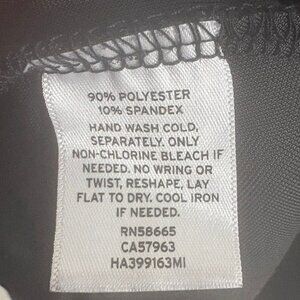 90% POLYESTER
10% SPANDEX
HAND WASH COLD,
SEPARATELY. ONLY
NON-CHLORINE BLEACH IF
NEEDED. NO WRING OR
TWIST, RESHAPE, LAY
FLAT TO DRY. COOL IRON
IF NEEDED.
RN58665
CA57963
HA399163MI